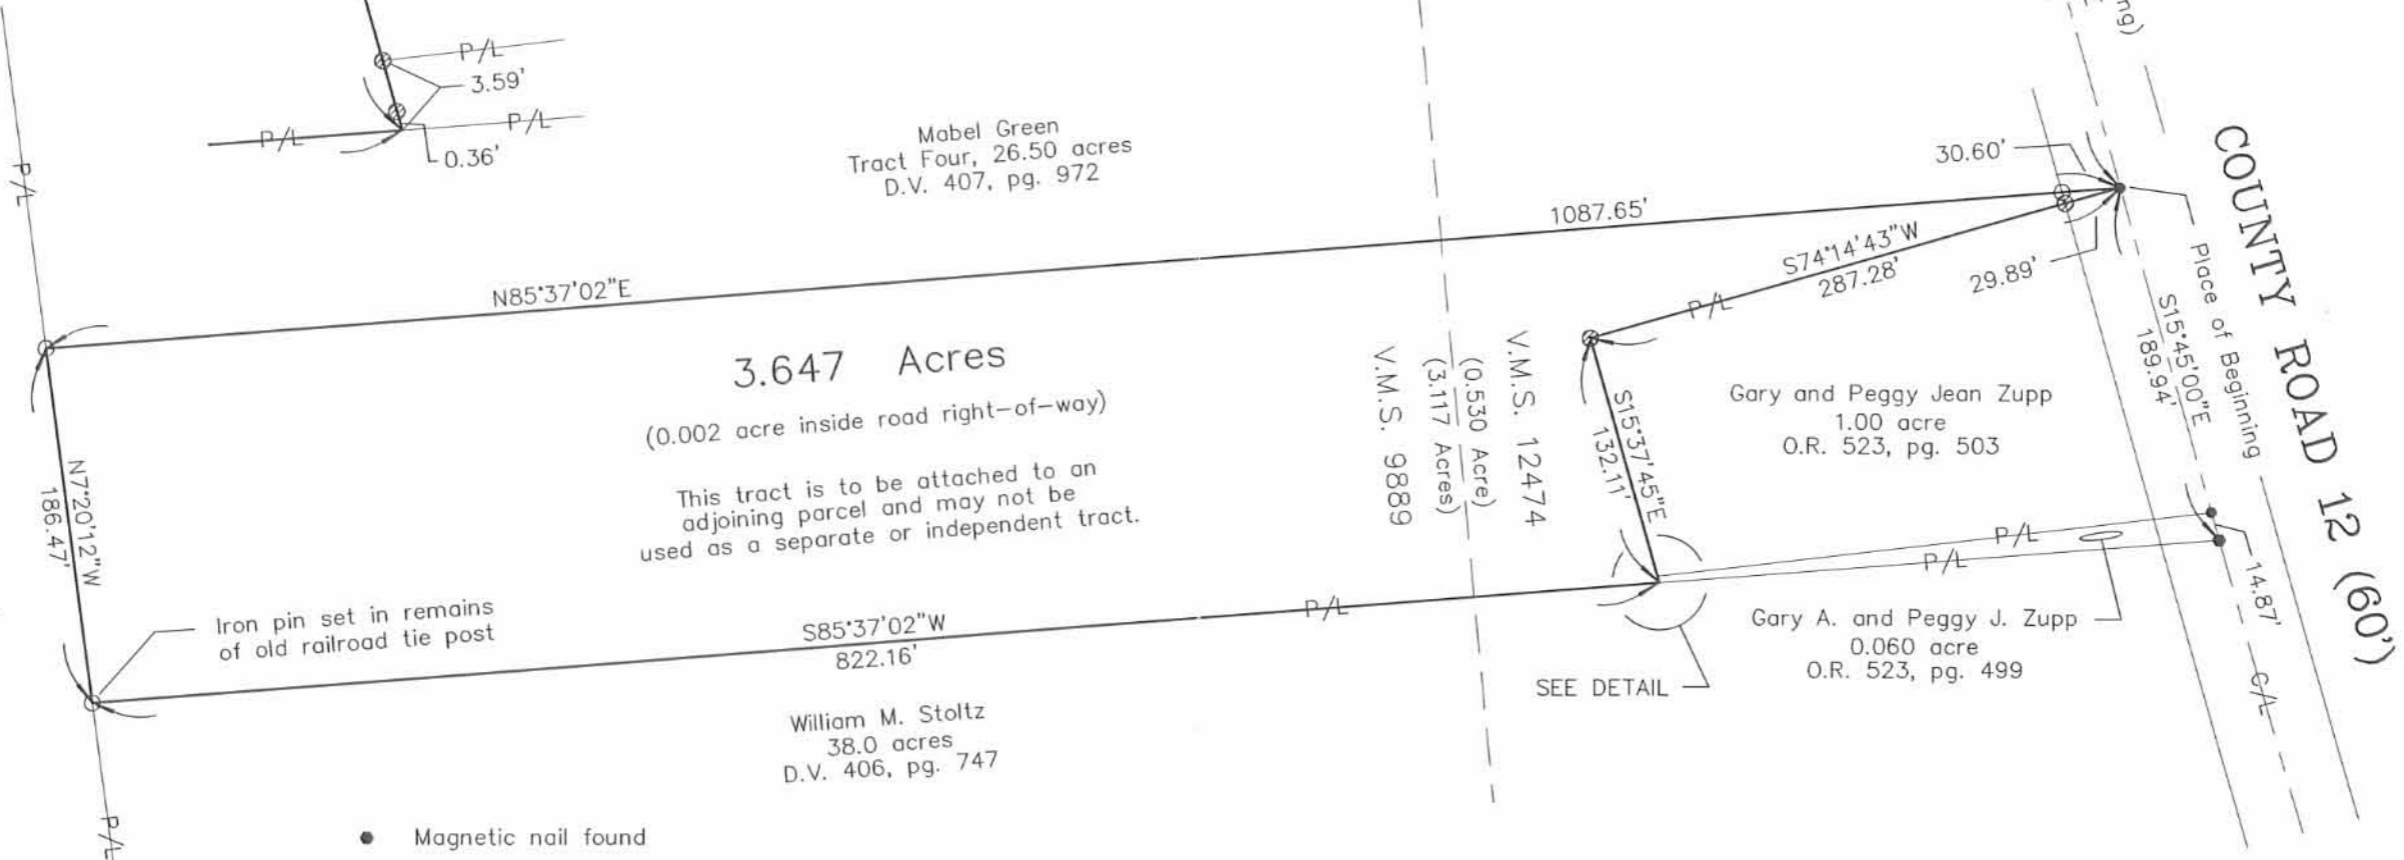 P/L
3.59'
P/L
P/L
0.36'
P/L
Mabel Green
Tract Four, 26.50 acres
D.V. 407, pg. 972
ng)
30.60'
1087.65'
COUNTY ROAD 12 (60')
N85°37'02"E
S74°14'43"W
287.28'
29.89'
P/L
Place of Beginning
S15°45'00"E
189.94'
3.647 Acres
(0.002 acre inside road right-of-way)
This tract is to be attached to an
adjoining parcel and may not be
used as a separate or independent tract.
V.M.S. 9889
(3.117 Acres)
(0.530 Acre)
V.M.S. 12474
S15°37'45"E
132.11'
Gary and Peggy Jean Zupp
1.00 acre
O.R. 523, pg. 503
N7°20'12"W
186.47'
P/L
P/L
14.87'
Iron pin set in remains
of old railroad tie post
S85°37'02"W
822.16'
P/L
Gary A. and Peggy J. Zupp
0.060 acre
O.R. 523, pg. 499
SEE DETAIL
C/L
William M. Stoltz
38.0 acres
D.V. 406, pg. 747
P/L
Magnetic nail found